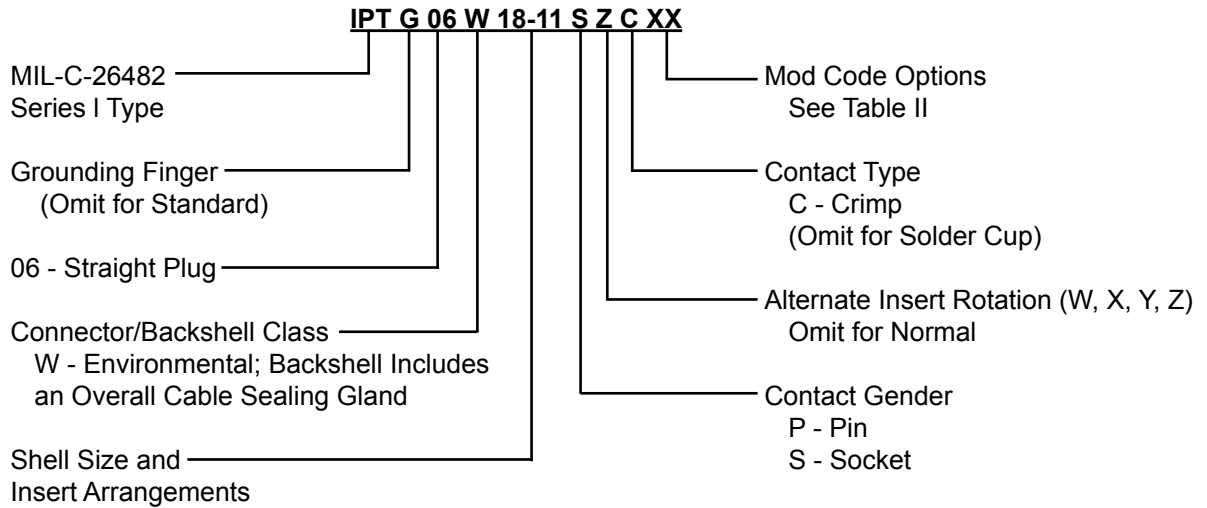 IPT G 06 W 18-11 S Z C XX
MIL-C-26482
Series I Type
Grounding Finger
(Omit for Standard)
06 - Straight Plug
Connector/Backshell Class
W - Environmental; Backshell Includes
an Overall Cable Sealing Gland
Shell Size and
Insert Arrangements
Mod Code Options
See Table II
Contact Type
C - Crimp
(Omit for Solder Cup)
Alternate Insert Rotation (W, X, Y, Z)
Omit for Normal
Contact Gender
P - Pin
S - Socket